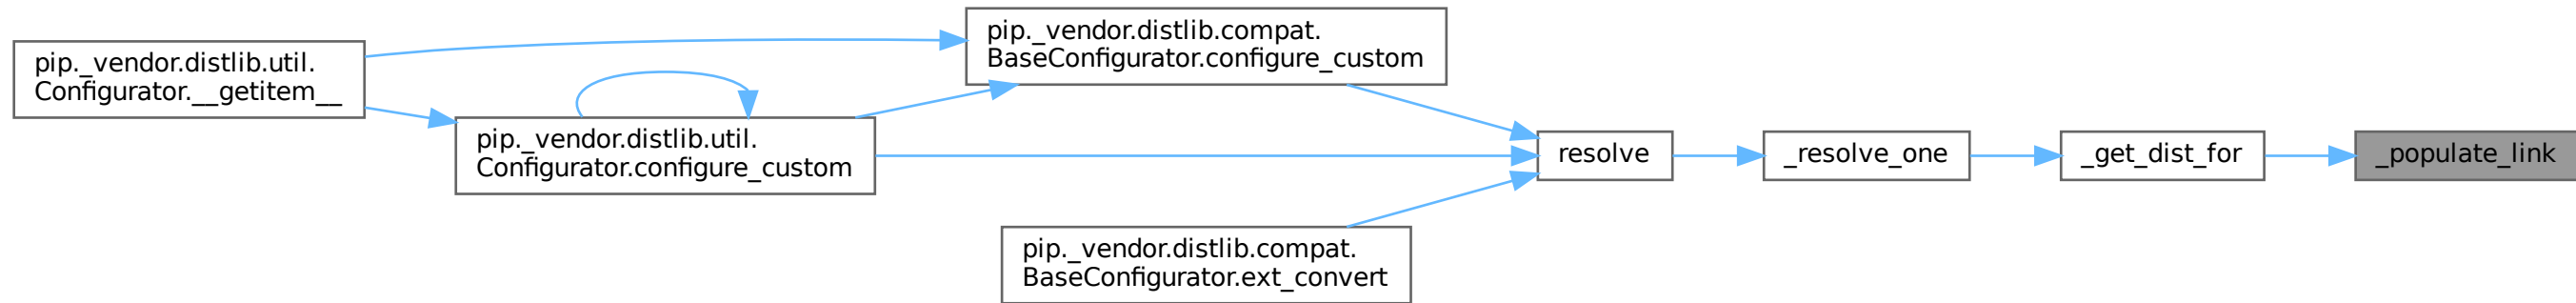 pip._vendor.distlib.util.
Configurator.__getitem__
pip._vendor.distlib.util.
Configurator.configure_custom
pip._vendor.distlib.compat.
BaseConfigurator.configure_custom
pip._vendor.distlib.compat.
BaseConfigurator.ext_convert
resolve
_resolve_one
_get_dist_for
_populate_link